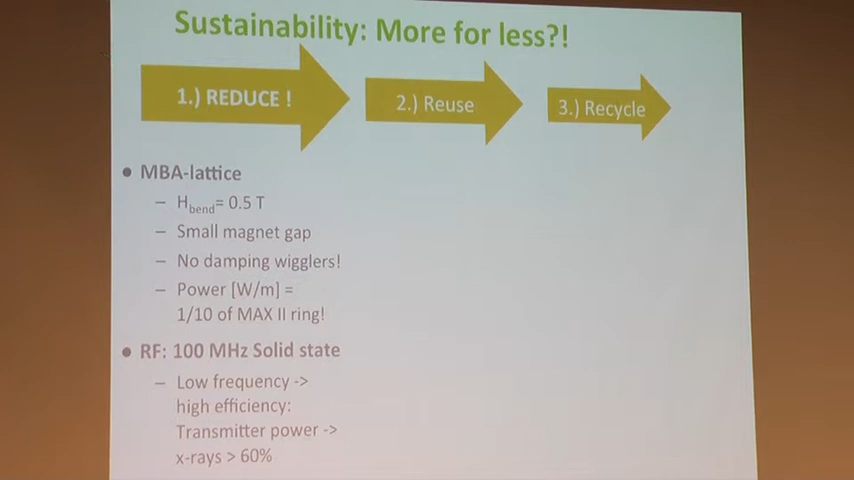 Sustainability: More for less?!
1.) REDUCE !
2.) Reuse
3.) Recycle
• MBA-lattice
– Hbend= 0.5 T
– Small magnet gap
– No damping wigglers!
– Power [W/m] =
1/10 of MAX II ring!
• RF: 100 MHz Solid state
– Low frequency ->
high efficiency:
Transmitter power ->
x-rays > 60%